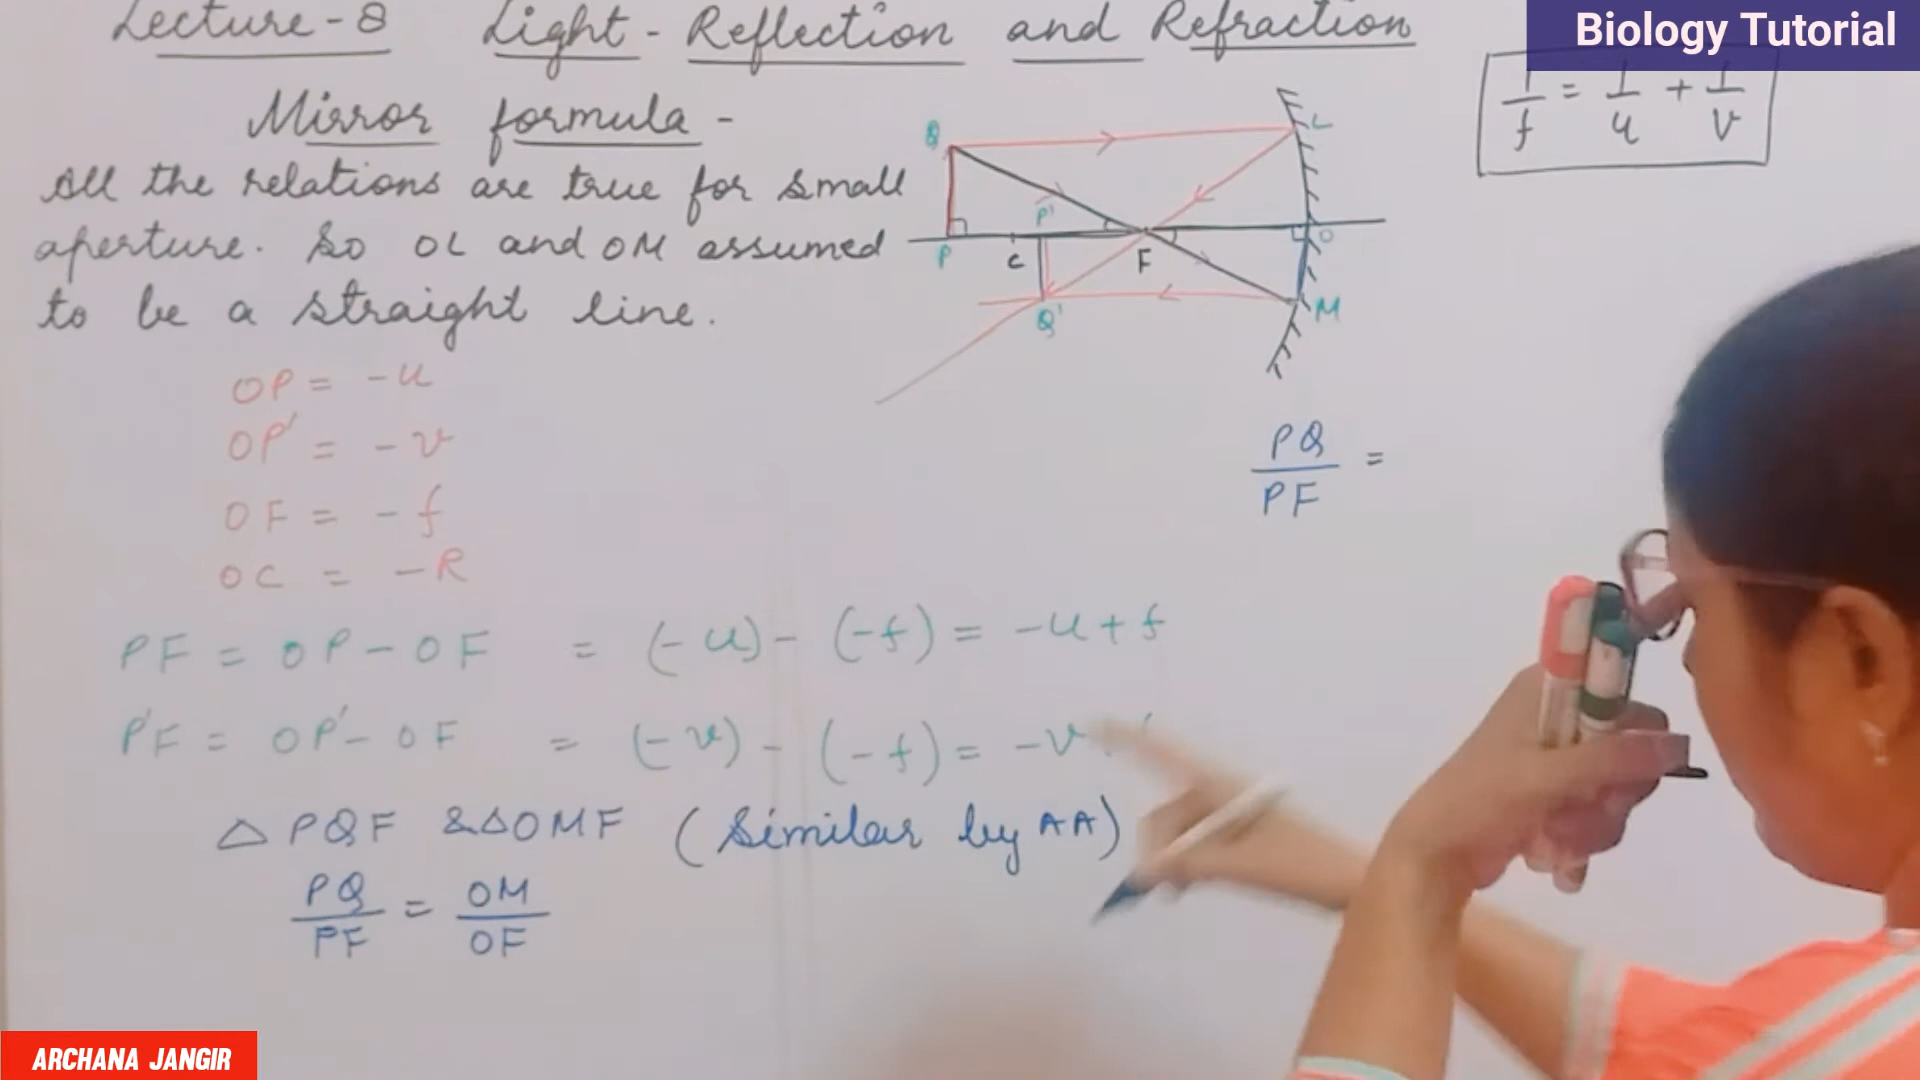 Biology Tutorial
Lecture-8 Light - Reflection and Refraction
Mirror formula -
1/f = 1/u + 1/v
All the relations are true for small
aperture. So OL and OM assumed
to be a straight line.
Q L
P' P C F O
Q' M
OP = -u
OP' = -v
OF = -f
OC = -R
PQ/PF =
PF = OP - OF = (-u) - (-f) = -u + f
P'F = OP' - OF = (-v) - (-f) = -v
△ PQF & △ OMF (Similar by AA)
PQ/PF = OM/OF
ARCHANA JANGIR